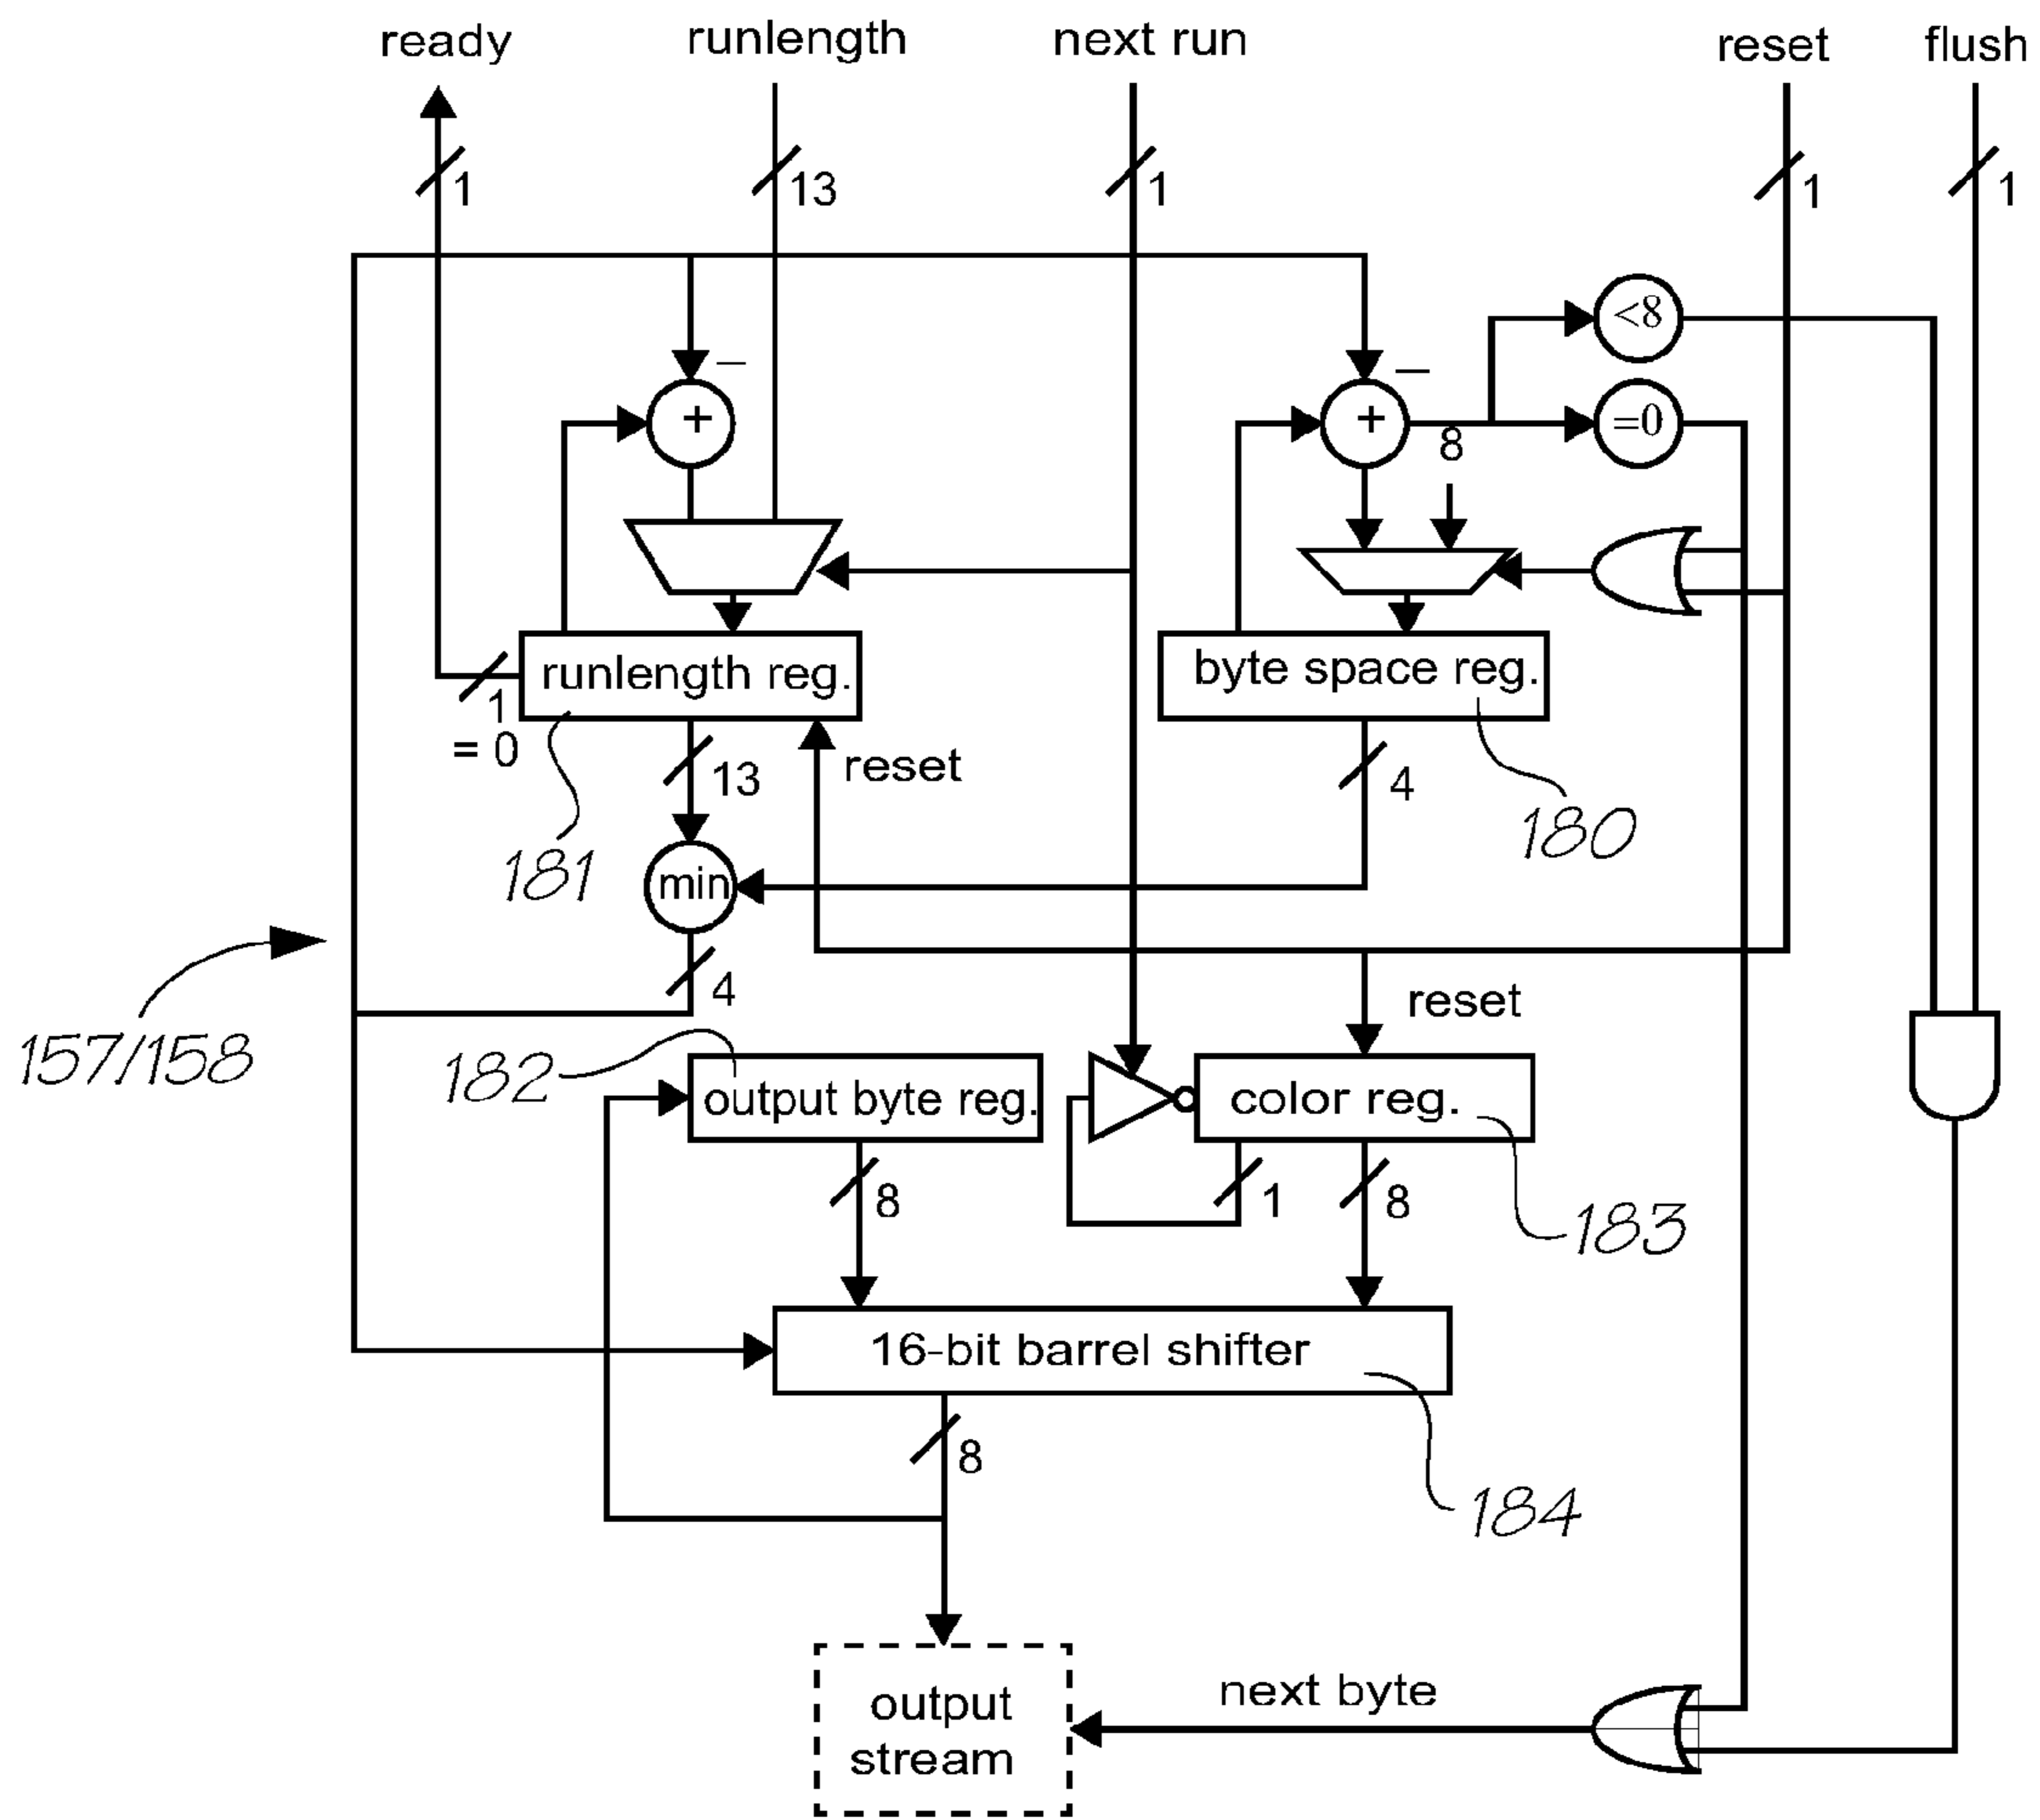 ready
runlength
next run
reset
flush
1
13
1
1
1
<8
–
–
+
+
8
=0
runlength reg.
byte space reg.
1
= 0
13
reset
4
180
181
min
4
reset
157/158
182
output byte reg.
color reg.
8
1
8
183
16-bit barrel shifter
8
184
next byte
output
stream